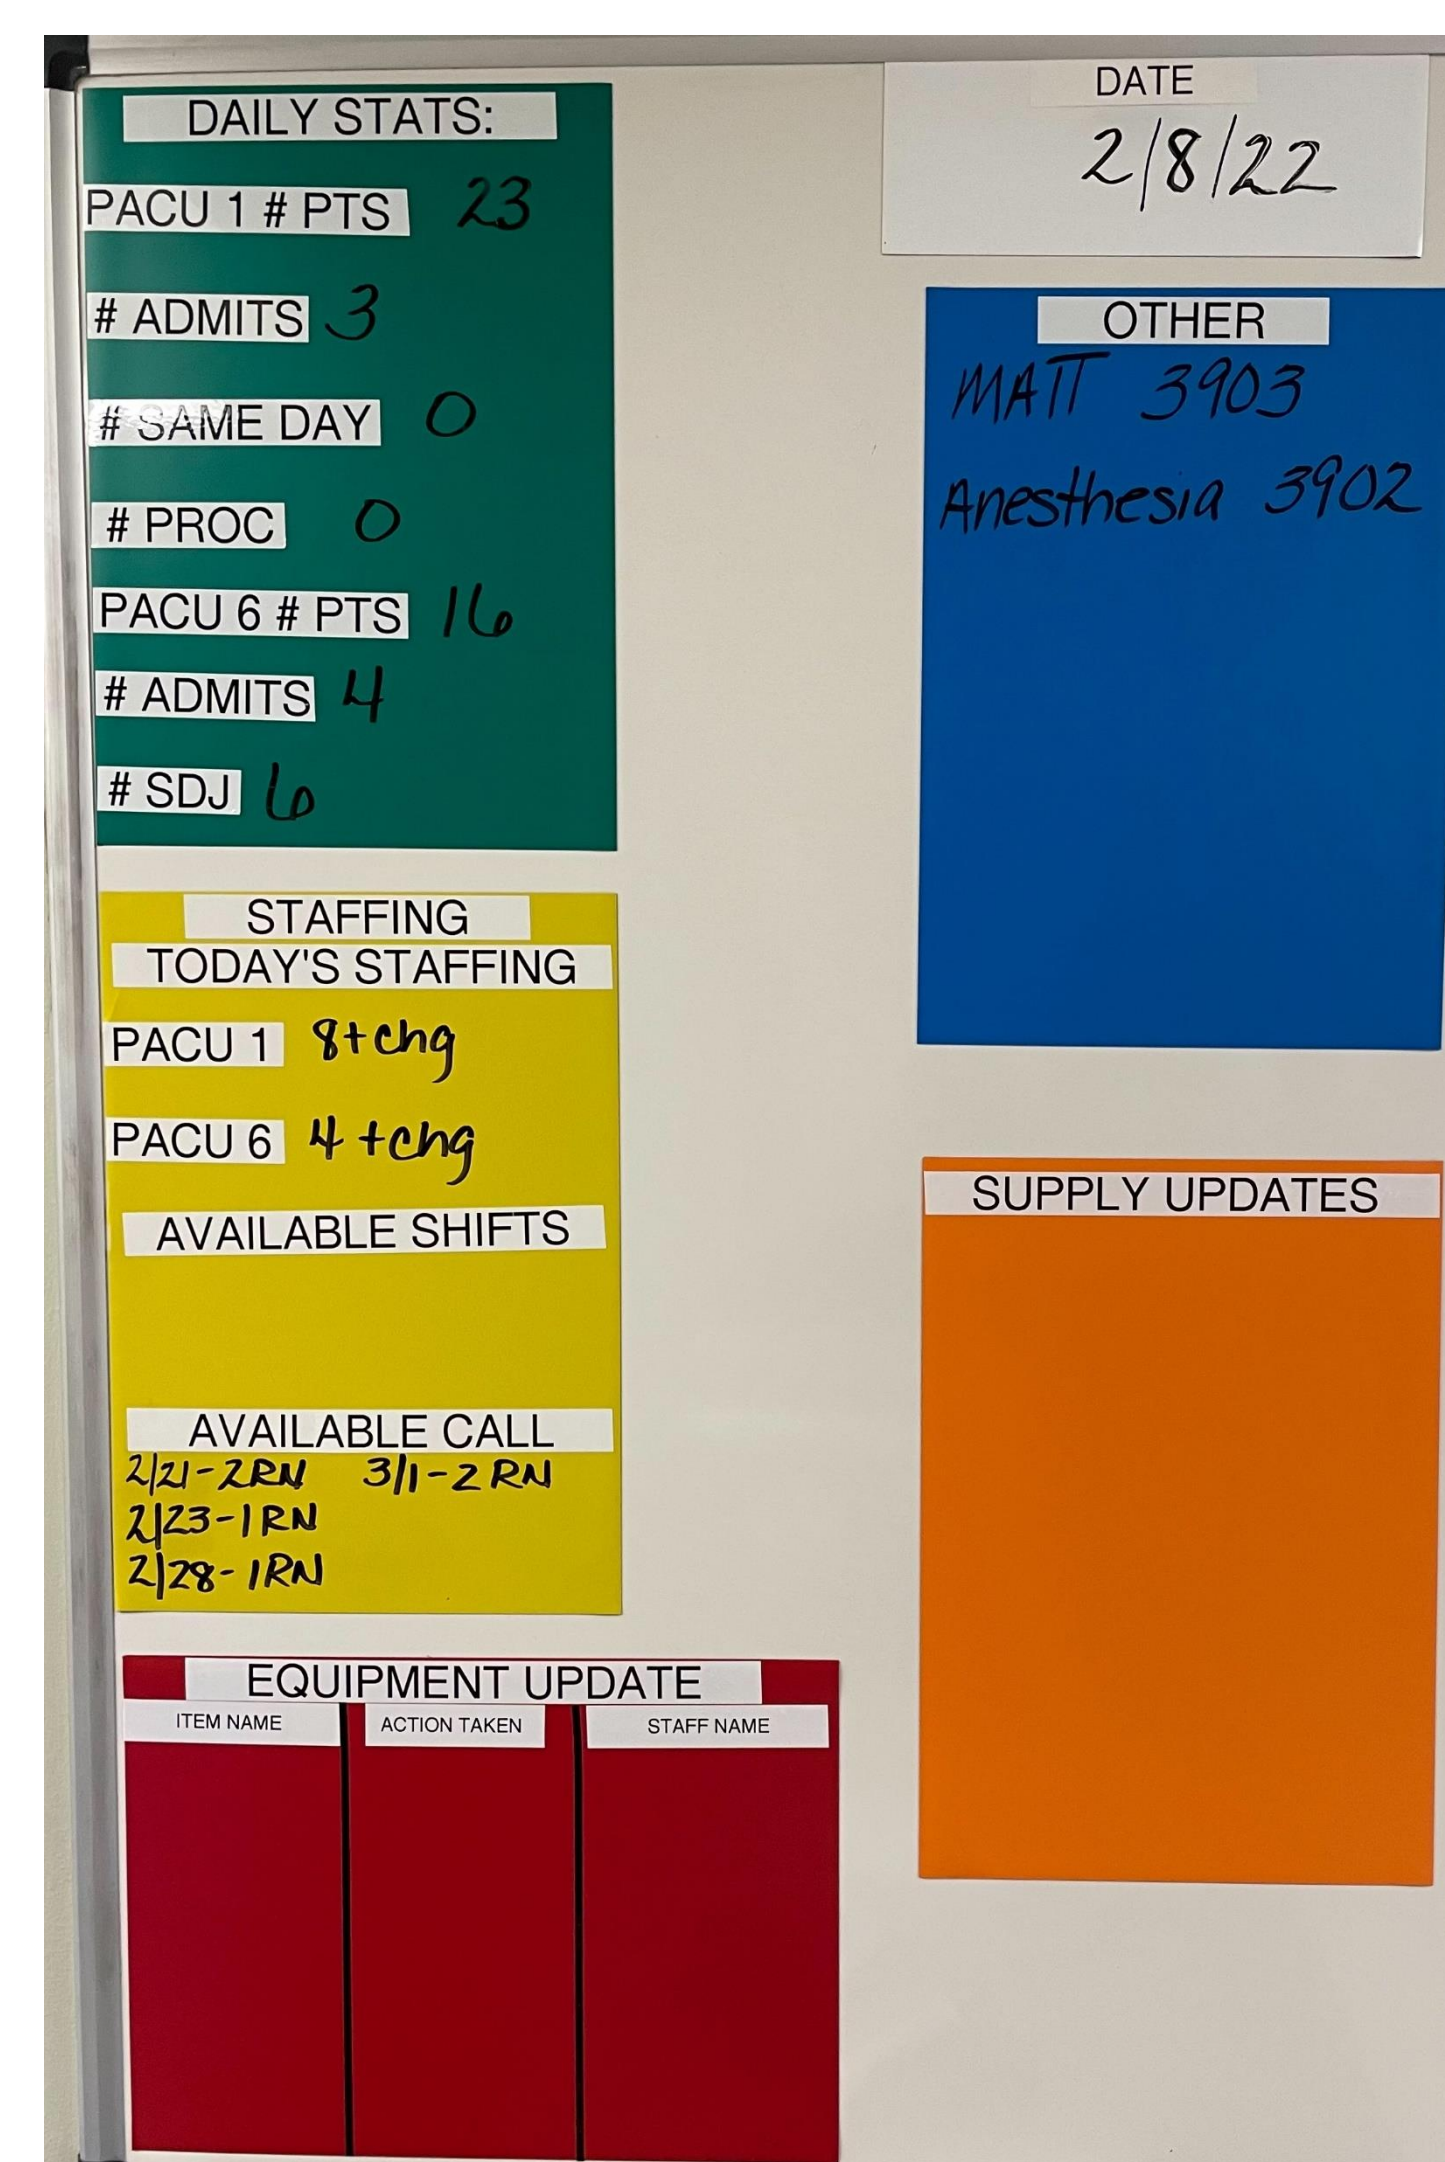 DAILY STATS:
PACU 1 # PTS 23
# ADMITS 3
# SAME DAY 0
# PROC 0
PACU 6 # PTS 16
# ADMITS 4
# SDJ 6
STAFFING
TODAY'S STAFFING
PACU 1 8+chg
PACU 6 4+chg
AVAILABLE SHIFTS
AVAILABLE CALL
2/21-2RN 3/1-2 RN
2/23-1RN
2/28-1RN
EQUIPMENT UPDATE
ITEM NAME ACTION TAKEN STAFF NAME
DATE
2/8/22
OTHER
MATT 3903
Anesthesia 3902
SUPPLY UPDATES